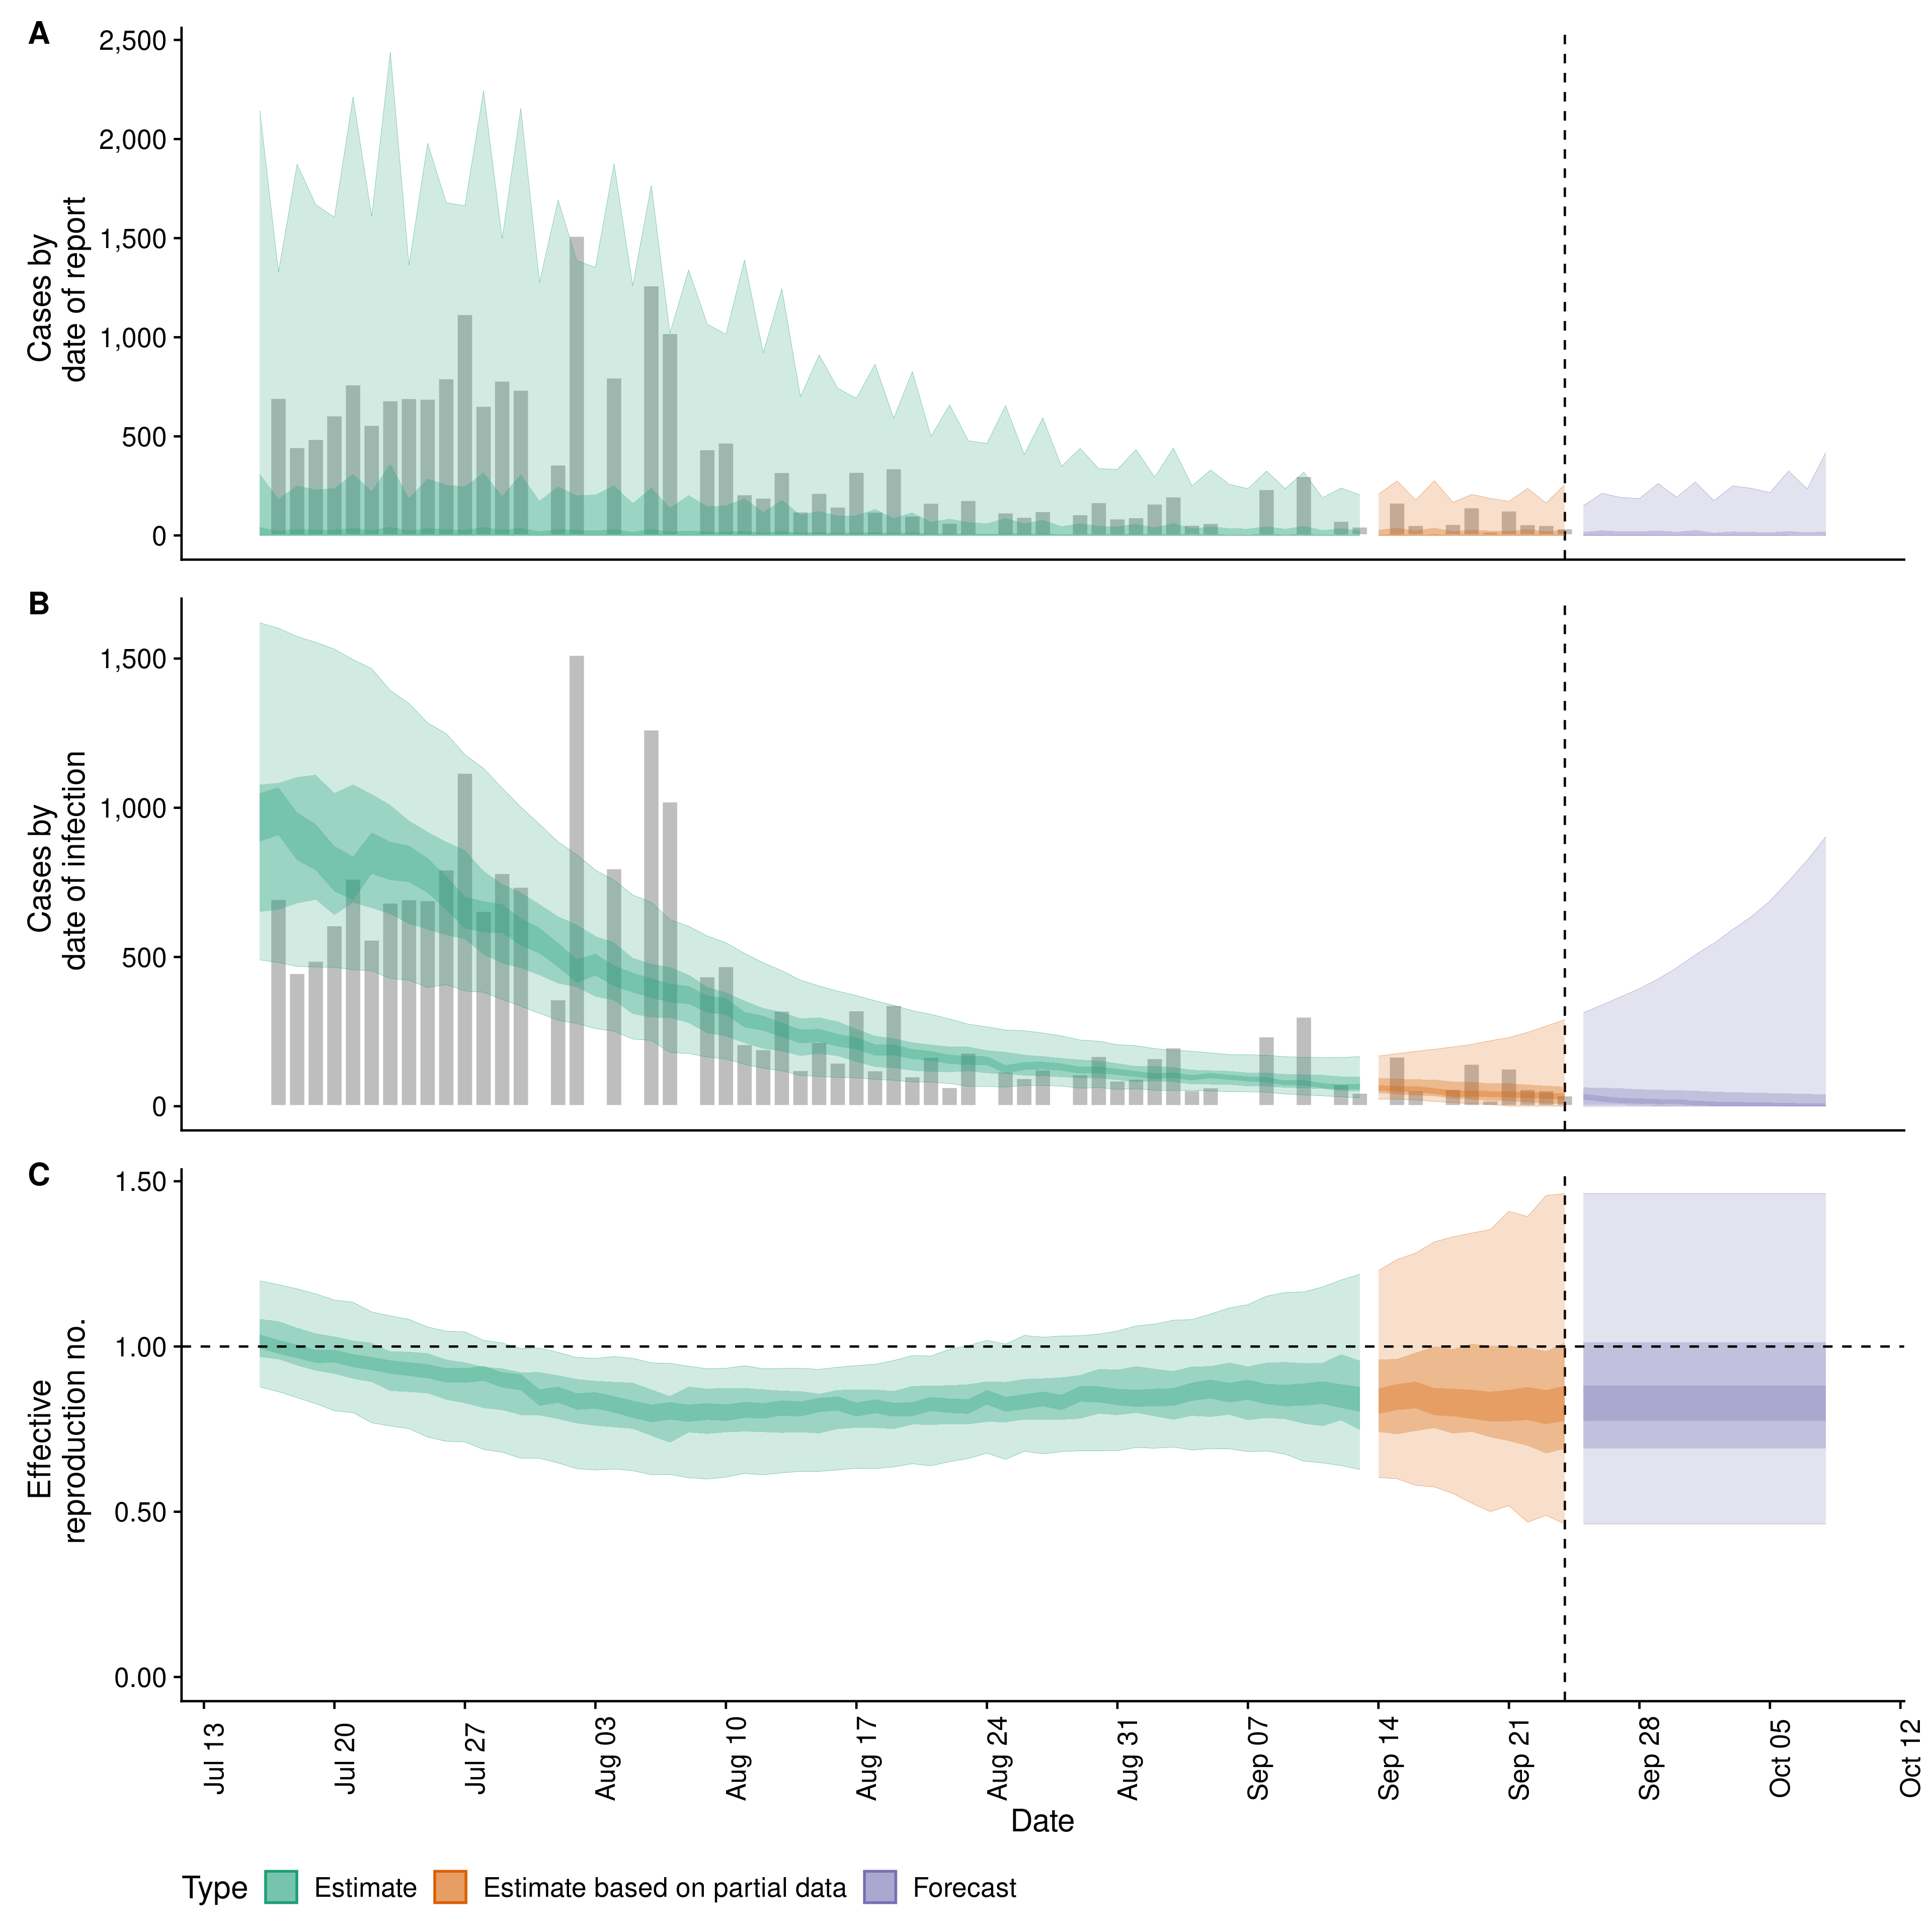 A
Cases by
date of report
2,500
2,000
1,500
1,000
500
0
B
Cases by
date of infection
1,500
1,000
500
0
C
Effective
reproduction no.
1.50
1.00
0.50
0.00
Jul 13
Jul 20
Jul 27
Aug 03
Aug 10
Aug 17
Aug 24
Aug 31
Sep 07
Sep 14
Sep 21
Sep 28
Oct 05
Oct 12
Date
Type Estimate Estimate based on partial data Forecast